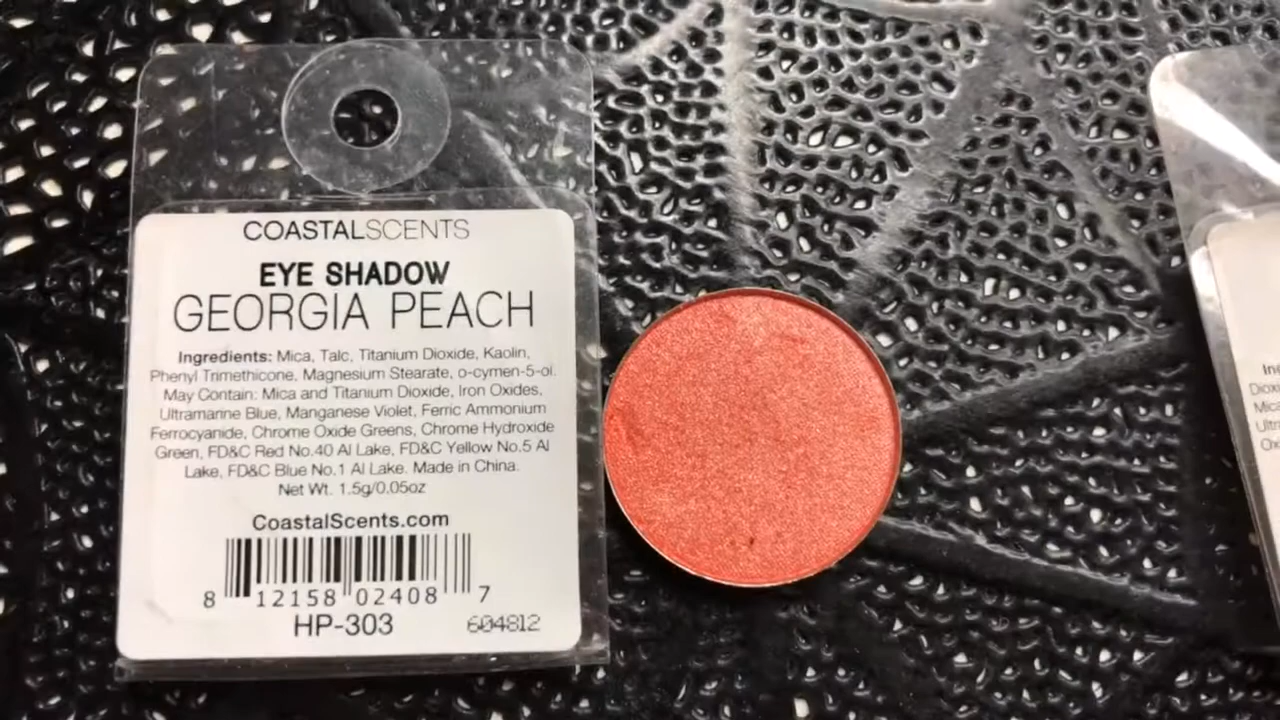 COASTALSCENTS
EYE SHADOW
GEORGIA PEACH
Ingredients: Mica, Talc, Titanium Dioxide, Kaolin,
Phenyl Trimethicone, Magnesium Stearate, o-cymen-5-ol.
May Contain: Mica and Titanium Dioxide, Iron Oxides,
Ultramarine Blue, Manganese Violet, Ferric Ammonium
Ferrocyanide, Chrome Oxide Greens, Chrome Hydroxide
Green, FD&C Red No.40 Al Lake, FD&C Yellow No.5 Al
Lake, FD&C Blue No.1 Al Lake. Made in China.
Net Wt. 1.5g/0.05oz
CoastalScents.com
8 12158 02408 7
HP-303 604812